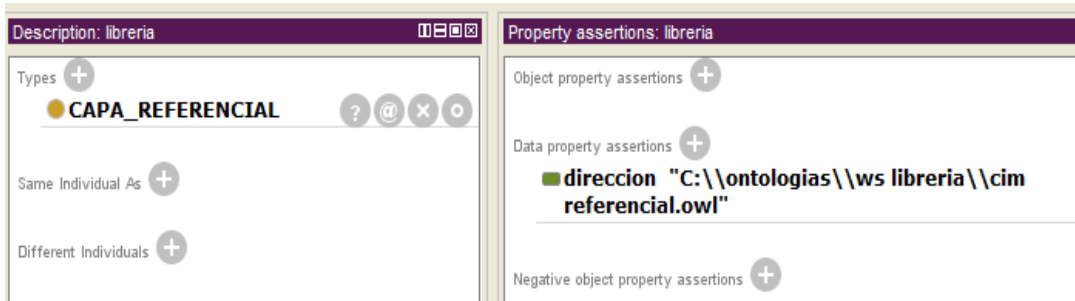 Description: libreria
Types
CAPA_REFERENCIAL
? @
Same Individual As
Different Individuals
Property assertions: libreria
Object property assertions
Data property assertions
direccion "C:\\ontologias\\ws libreria\\cim
referencial.owl"
Negative object property assertions